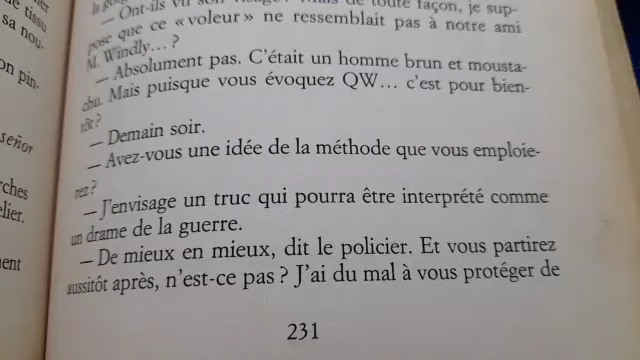 tissu
sa nou-
on pin-
señor
rches
lier.
ent
— Ont-ils vu son visage ? Mais de toute façon, je sup-
pose que ce « voleur » ne ressemblait pas à notre ami
M. Windly... ?
— Absolument pas. C'était un homme brun et mousta-
chu. Mais puisque vous évoquez QW... c'est pour bien-
tôt ?
— Demain soir.
— Avez-vous une idée de la méthode que vous emploie-
rez ?
— J'envisage un truc qui pourra être interprété comme
un drame de la guerre.
— De mieux en mieux, dit le policier. Et vous partirez
aussitôt après, n'est-ce pas ? J'ai du mal à vous protéger de
231